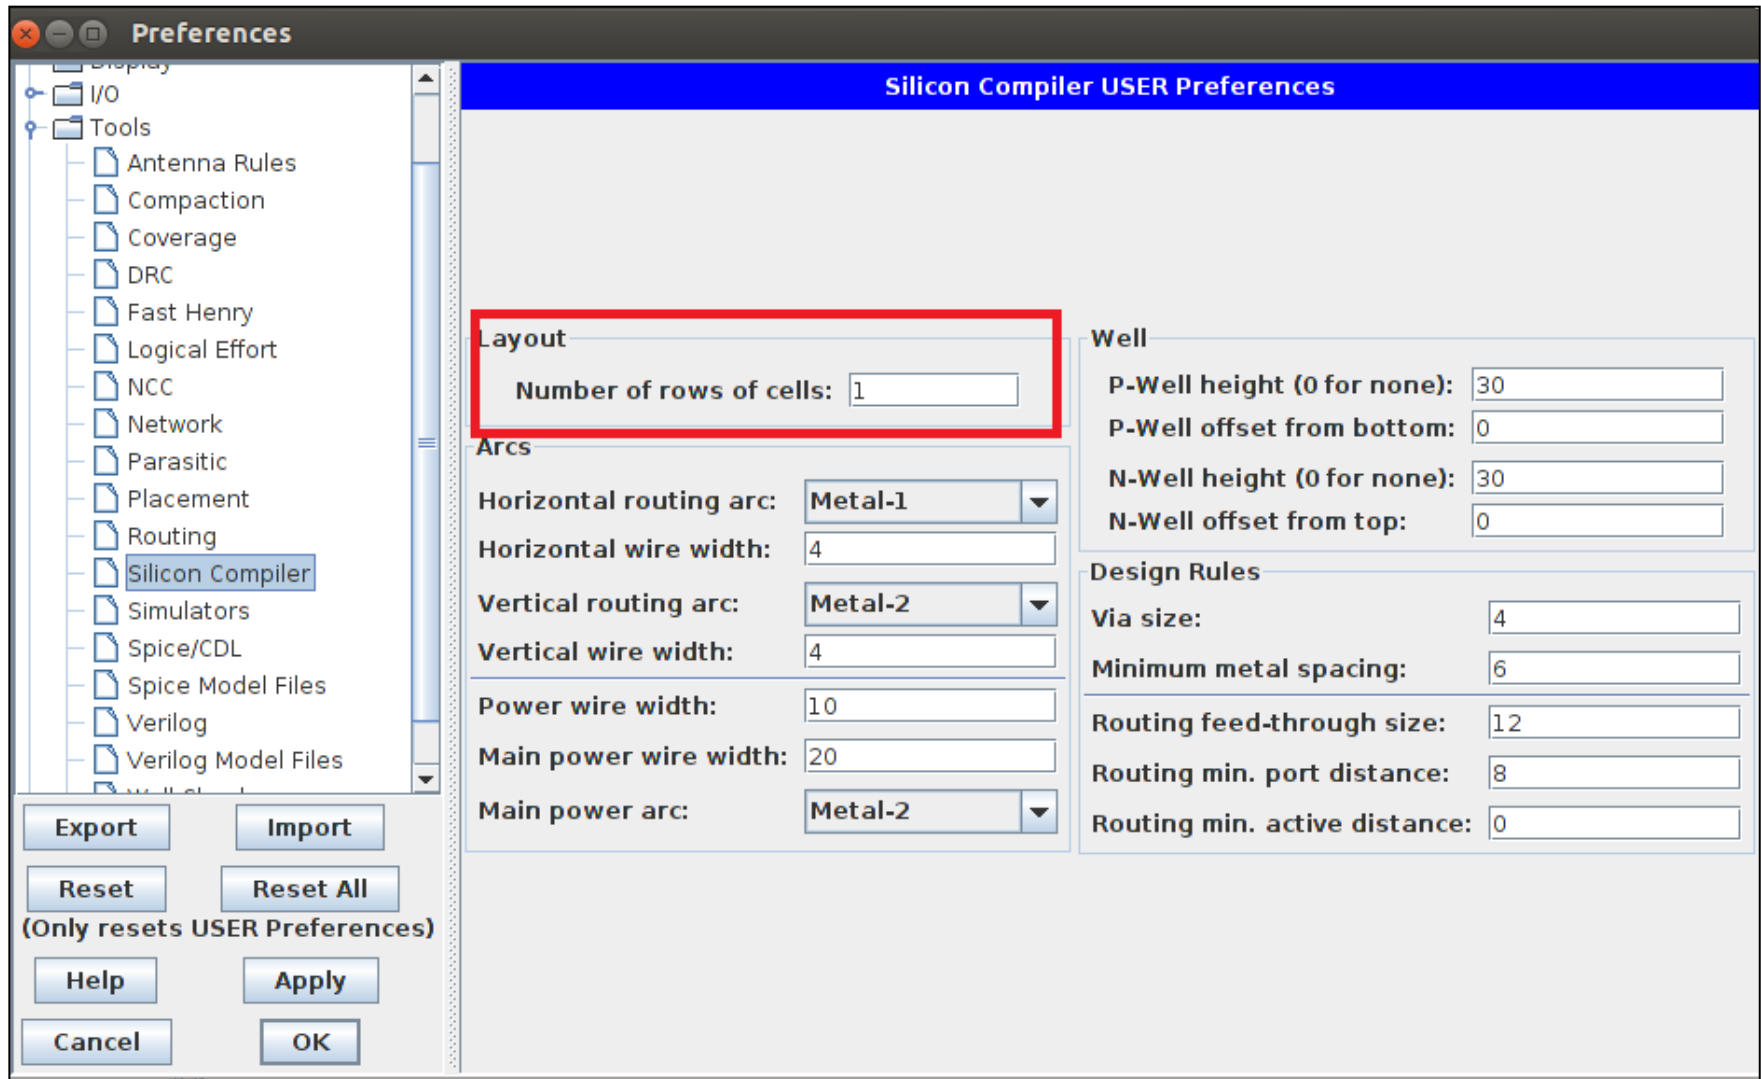 Preferences
Display
I/O
Tools
Antenna Rules
Compaction
Coverage
DRC
Fast Henry
Logical Effort
NCC
Network
Parasitic
Placement
Routing
Silicon Compiler
Simulators
Spice/CDL
Spice Model Files
Verilog
Verilog Model Files
Export Import
Reset Reset All
(Only resets USER Preferences)
Help Apply
Cancel OK
Silicon Compiler USER Preferences
Layout
Number of rows of cells: 1
Arcs
Horizontal routing arc: Metal-1
Horizontal wire width: 4
Vertical routing arc: Metal-2
Vertical wire width: 4
Power wire width: 10
Main power wire width: 20
Main power arc: Metal-2
Well
P-Well height (0 for none): 30
P-Well offset from bottom: 0
N-Well height (0 for none): 30
N-Well offset from top: 0
Design Rules
Via size: 4
Minimum metal spacing: 6
Routing feed-through size: 12
Routing min. port distance: 8
Routing min. active distance: 0